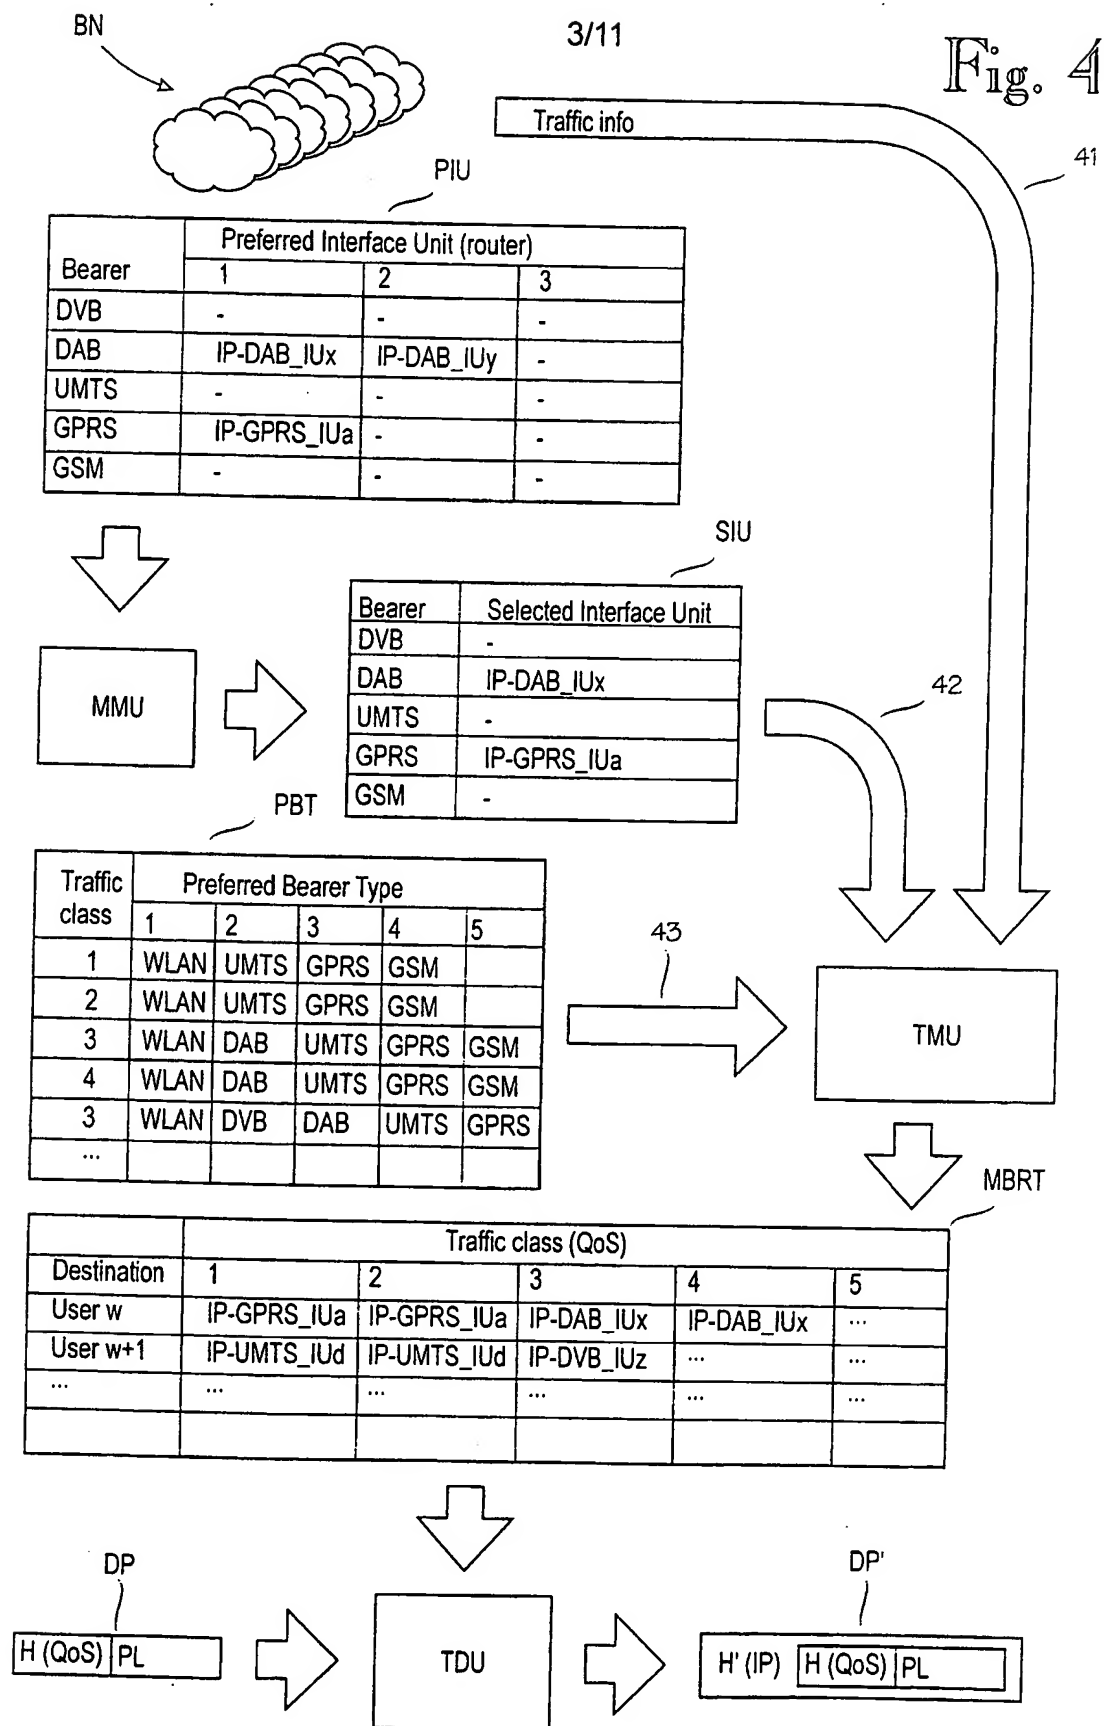 BN
3/11
Fig. 4
Traffic info
41
PIU
Preferred Interface Unit (router)
Bearer 1 2 3
DVB - - -
DAB IP-DAB_IUx IP-DAB_IUy -
UMTS - - -
GPRS IP-GPRS_IUa - -
GSM - - -
SIU
MMU
Bearer Selected Interface Unit
DVB -
DAB IP-DAB_IUx
UMTS -
GPRS IP-GPRS_IUa
GSM -
42
PBT
Traffic class Preferred Bearer Type
1 2 3 4 5
1 WLAN UMTS GPRS GSM
2 WLAN UMTS GPRS GSM
3 WLAN DAB UMTS GPRS GSM
4 WLAN DAB UMTS GPRS GSM
3 WLAN DVB DAB UMTS GPRS
...
43
TMU
MBRT
Traffic class (QoS)
Destination 1 2 3 4 5
User w IP-GPRS_IUa IP-GPRS_IUa IP-DAB_IUx IP-DAB_IUx ...
User w+1 IP-UMTS_IUd IP-UMTS_IUd IP-DVB_IUz ... ...
... ... ... ... ... ...
DP
H (QoS) PL
TDU
DP'
H' (IP) H (QoS) PL